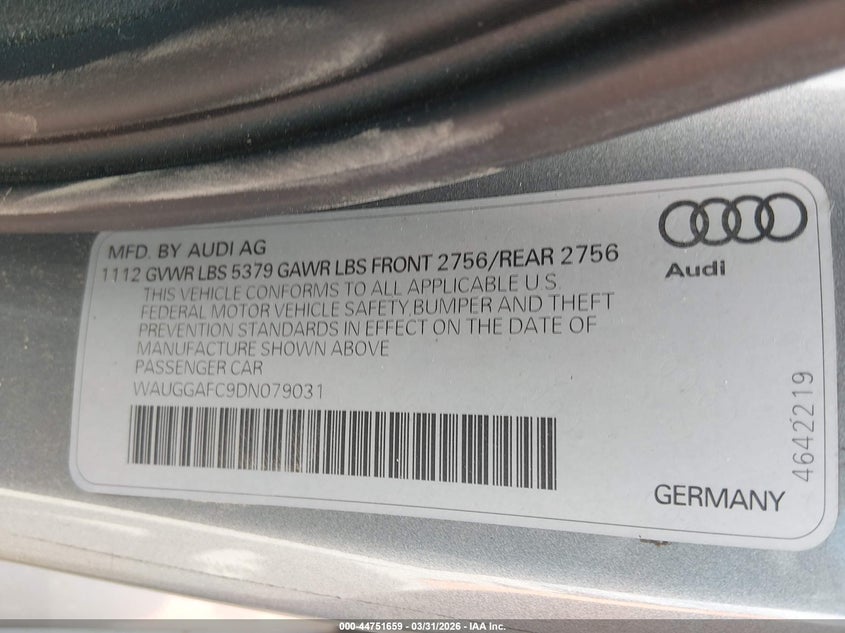 MFD. BY AUDI AG
1112 GVWR LBS 5379 GAWR LBS FRONT 2756/REAR 2756
THIS VEHICLE CONFORMS TO ALL APPLICABLE U.S.
FEDERAL MOTOR VEHICLE SAFETY,BUMPER AND THEFT
PREVENTION STANDARDS IN EFFECT ON THE DATE OF
MANUFACTURE SHOWN ABOVE
PASSENGER CAR
WAUGGAFC9DN079031
Audi
4642219
GERMANY
000-44751659 — 03/31/2026 — IAA Inc.